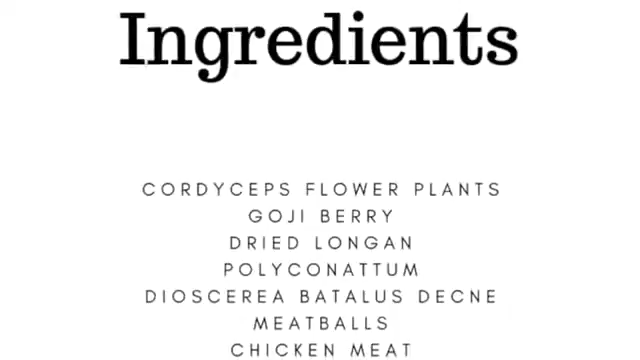 Ingredients
CORDYCEPS FLOWER PLANTS
GOJI BERRY
DRIED LONGAN
POLYCONATTUM
DIOSCEREA BATALUS DECNE
MEATBALLS
CHICKEN MEAT